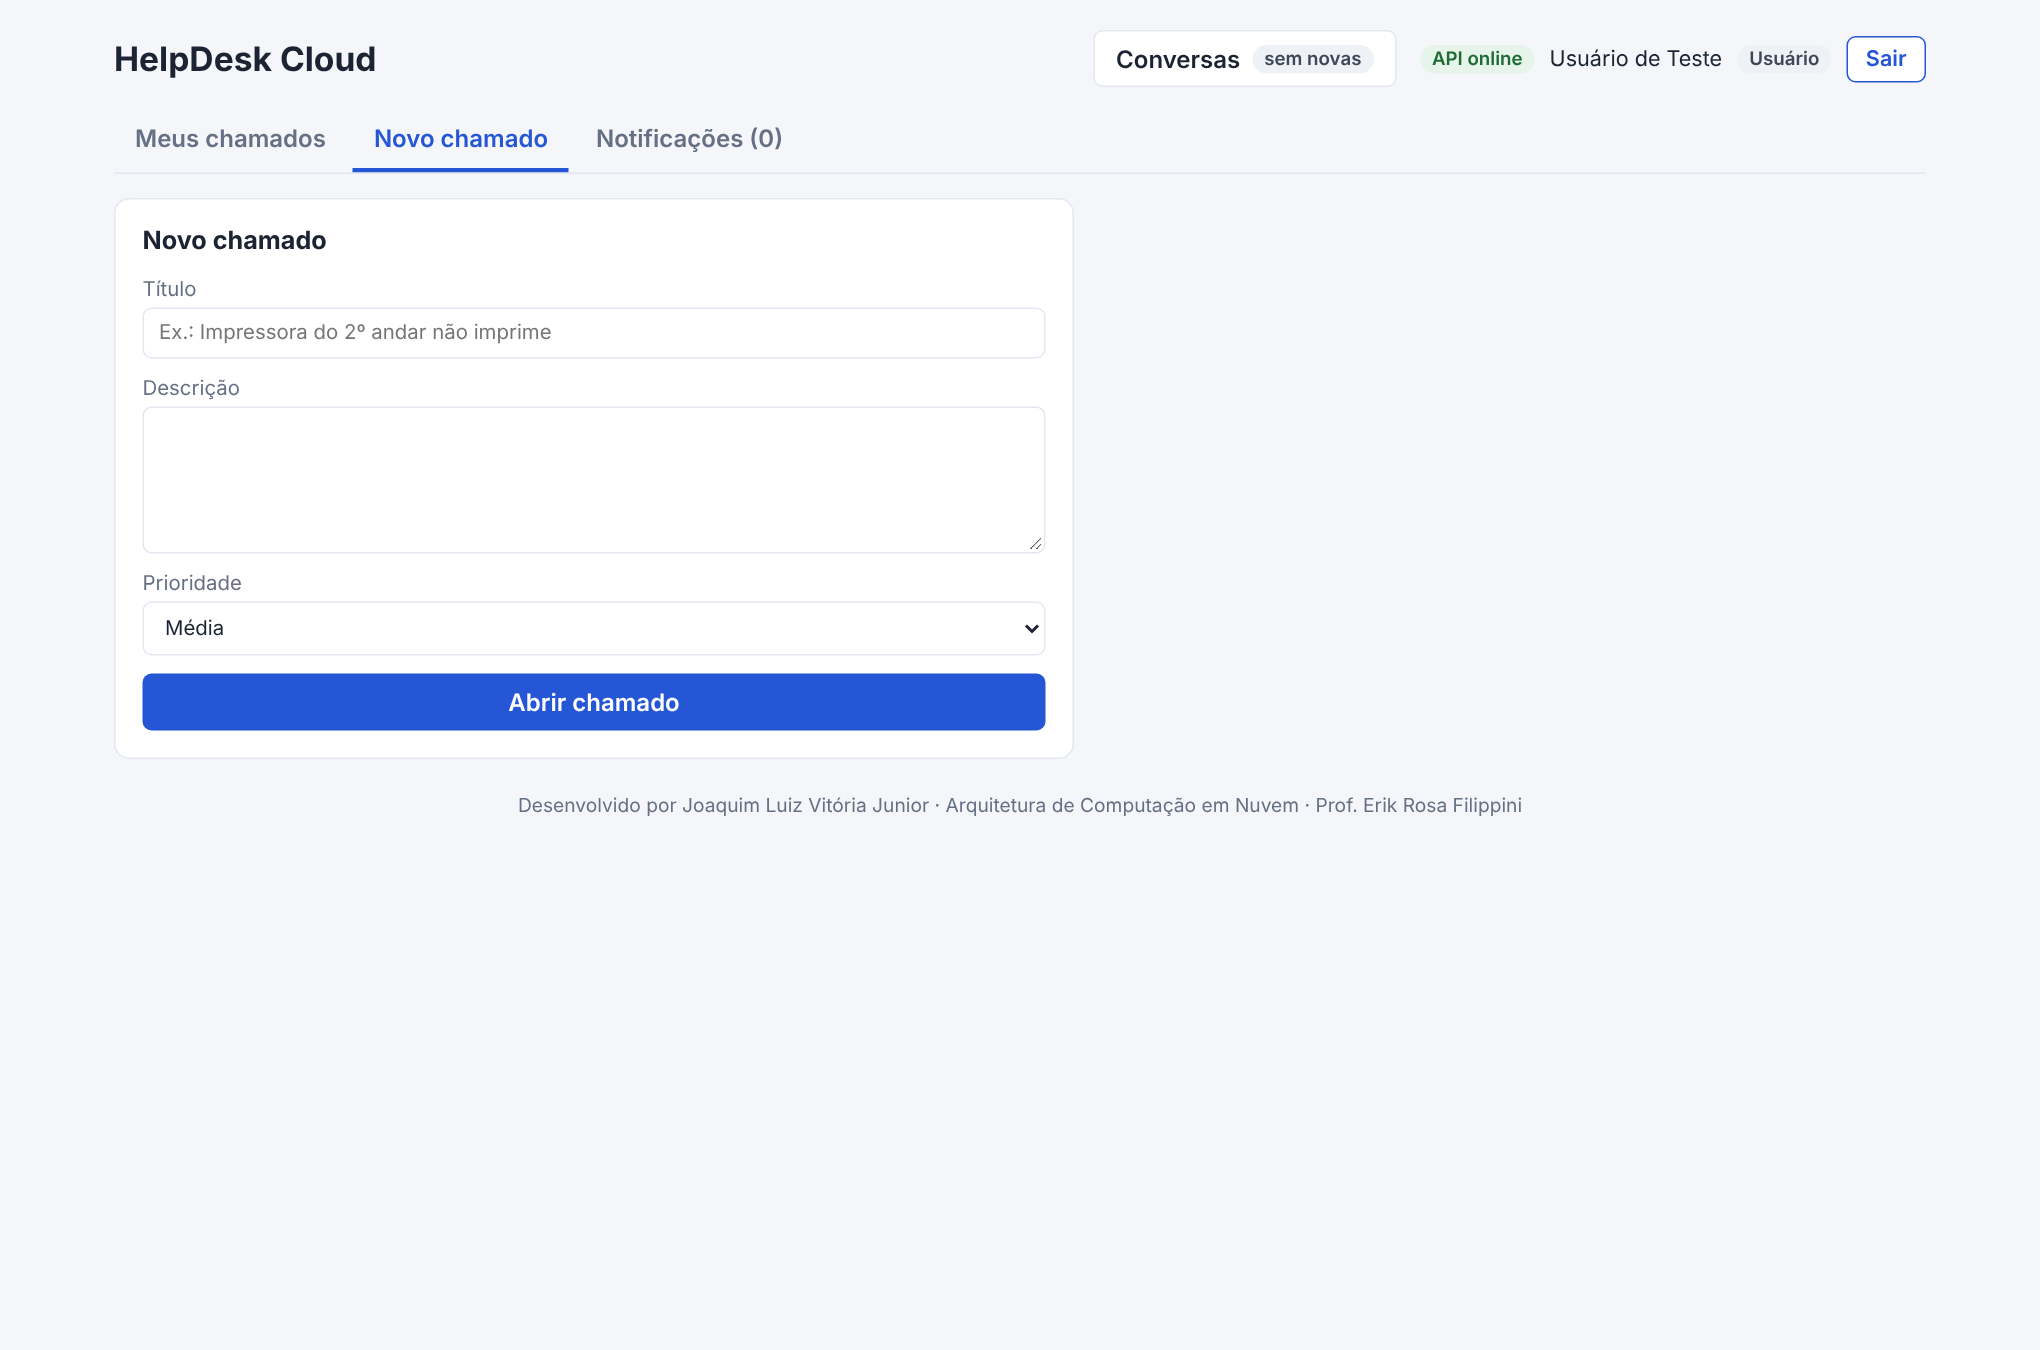 HelpDesk Cloud
Conversas sem novas API online Usuário de Teste Usuário Sair
Meus chamados Novo chamado Notificações (0)
Novo chamado
Título
Ex.: Impressora do 2º andar não imprime
Descrição
Prioridade
Média
Abrir chamado
Desenvolvido por Joaquim Luiz Vitória Junior · Arquitetura de Computação em Nuvem · Prof. Erik Rosa Filippini